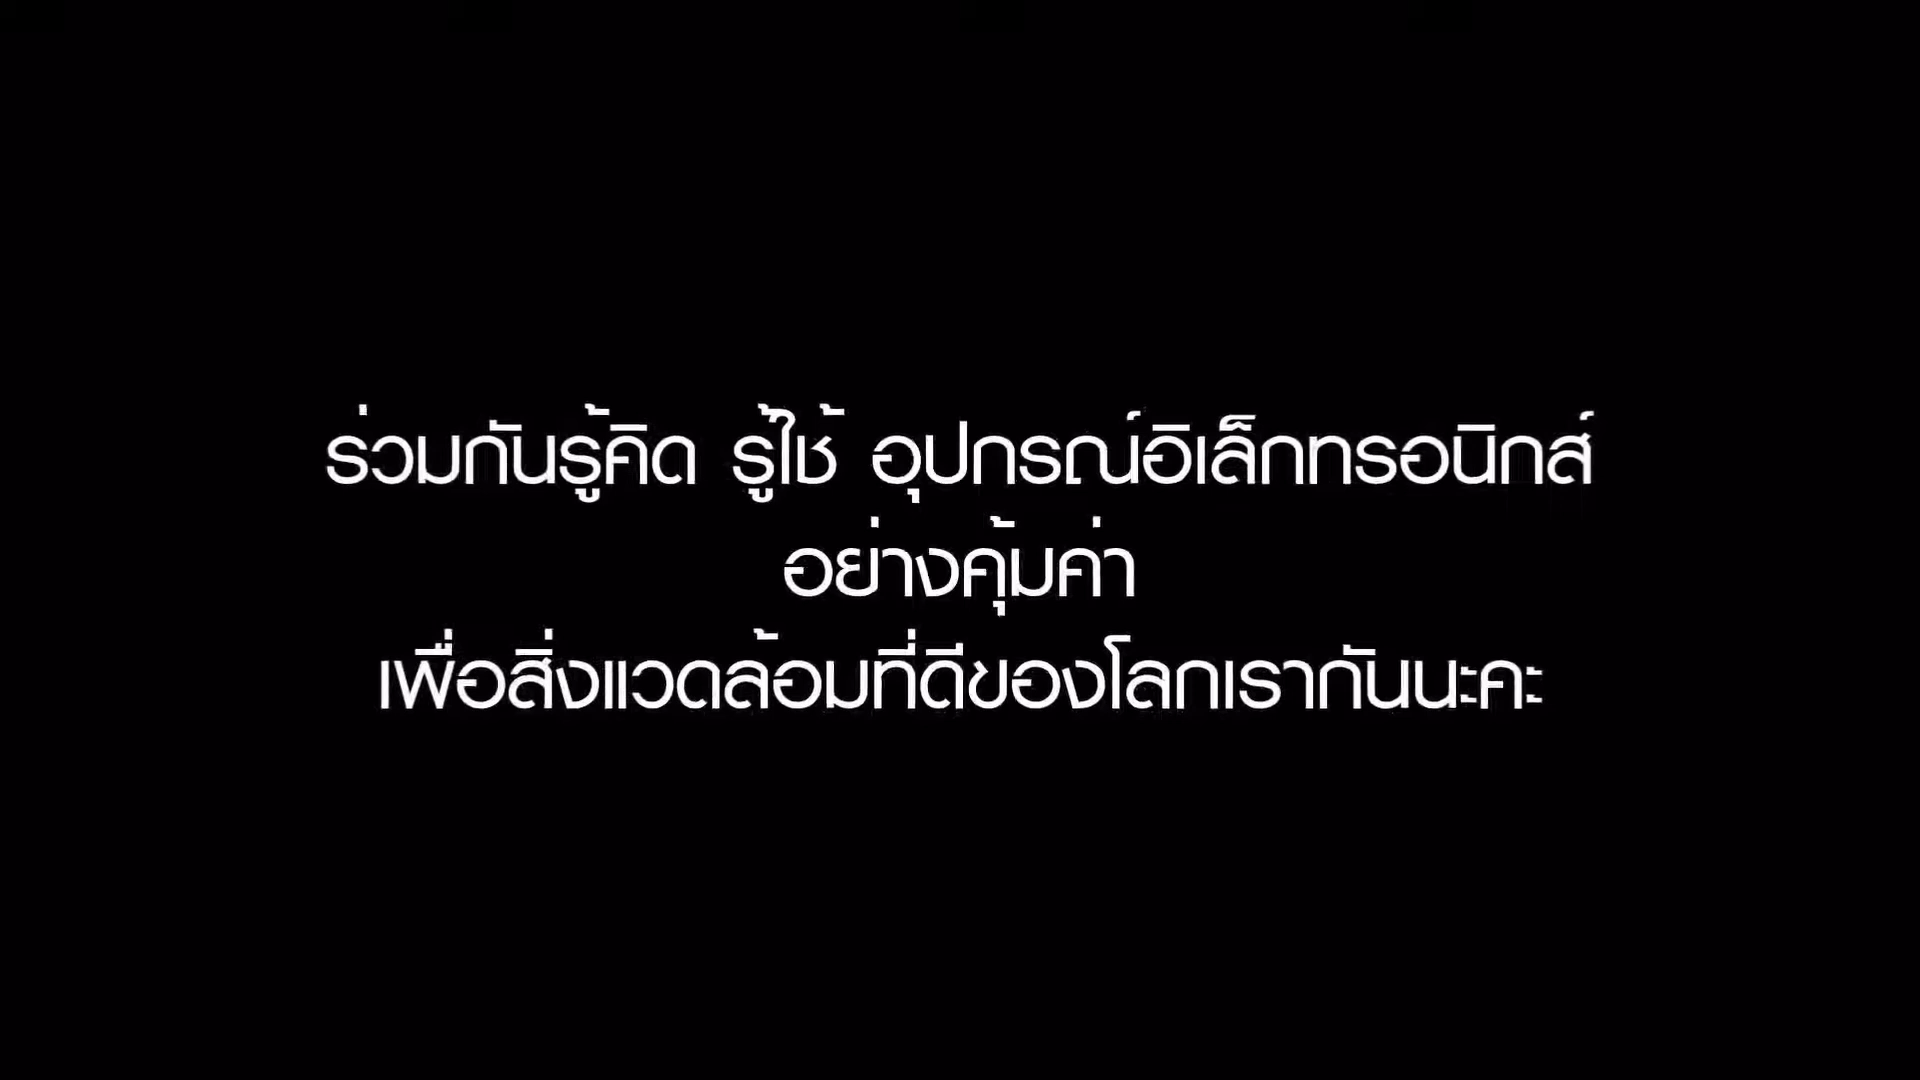 ร่วมกันรู้คิด รู้ใช้ อุปกรณ์อิเล็กทรอนิกส์
อย่างคุ้มค่า
เพื่อสิ่งแวดล้อมที่ดีของโลกเรากันนะคะ